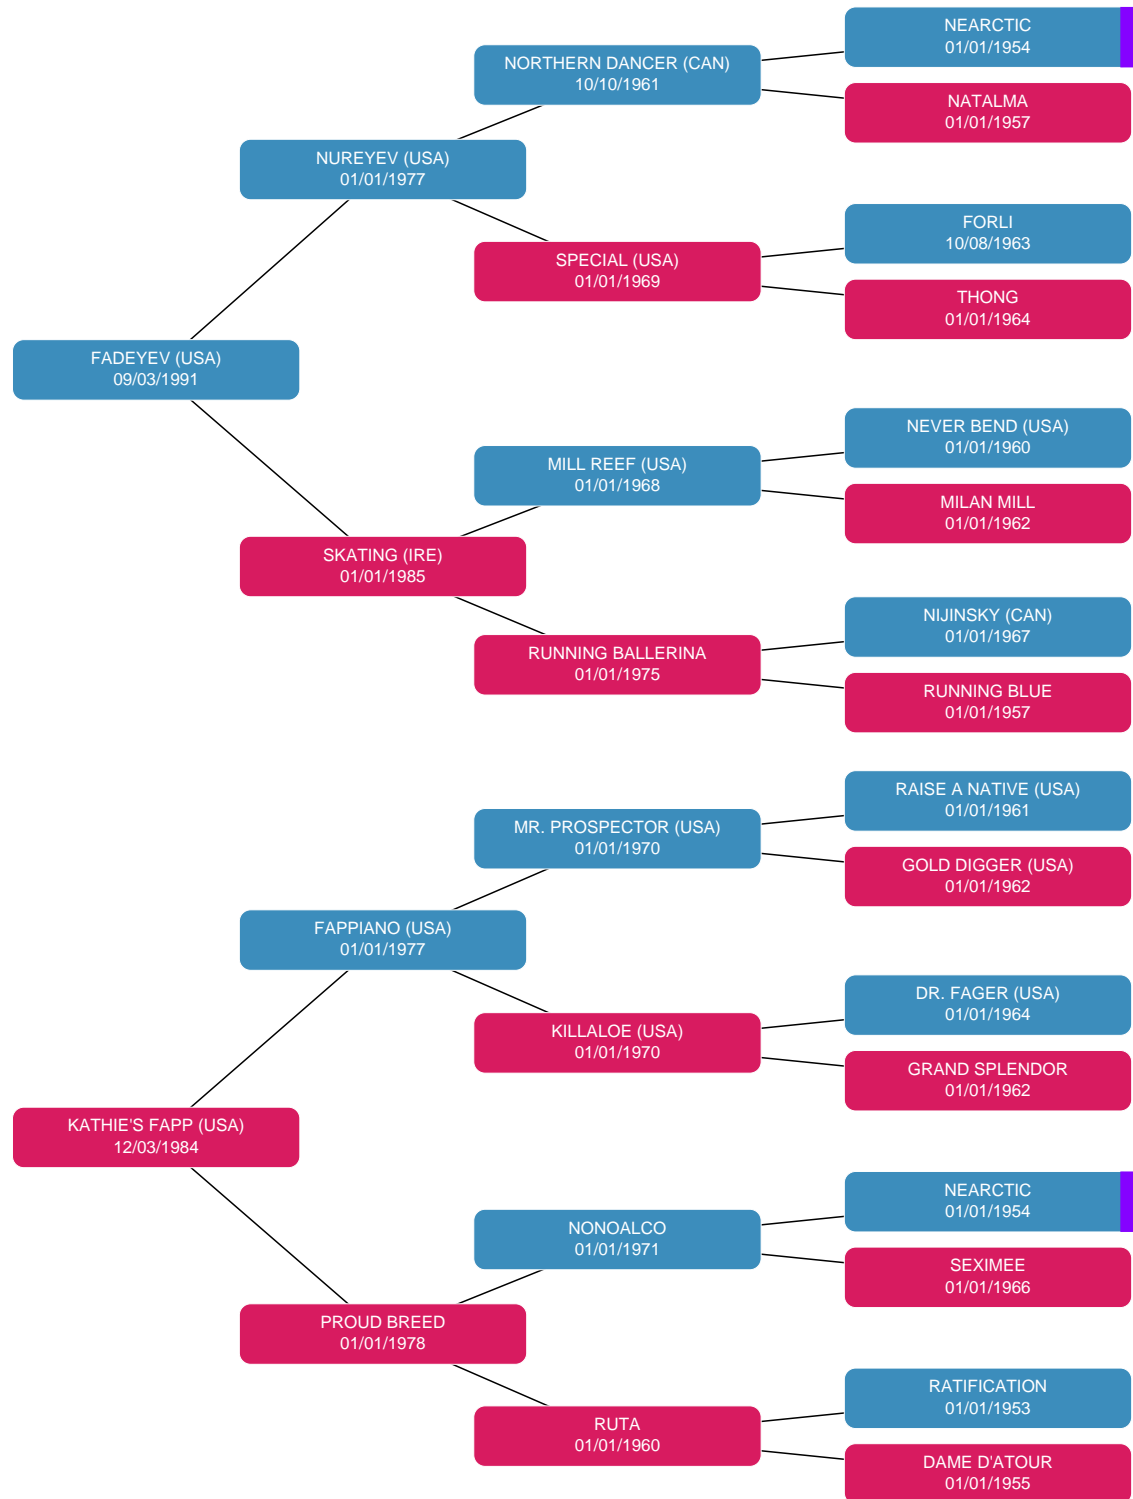 NEARCTIC
01/01/1954
NORTHERN DANCER (CAN)
10/10/1961
NATALMA
01/01/1957
NUREYEV (USA)
01/01/1977
FORLI
10/08/1963
SPECIAL (USA)
01/01/1969
THONG
01/01/1964
FADEYEV (USA)
09/03/1991
NEVER BEND (USA)
01/01/1960
MILL REEF (USA)
01/01/1968
MILAN MILL
01/01/1962
SKATING (IRE)
01/01/1985
NIJINSKY (CAN)
01/01/1967
RUNNING BALLERINA
01/01/1975
RUNNING BLUE
01/01/1957
RAISE A NATIVE (USA)
01/01/1961
MR. PROSPECTOR (USA)
01/01/1970
GOLD DIGGER (USA)
01/01/1962
FAPPIANO (USA)
01/01/1977
DR. FAGER (USA)
01/01/1964
KILLALOE (USA)
01/01/1970
GRAND SPLENDOR
01/01/1962
KATHIE'S FAPP (USA)
12/03/1984
NEARCTIC
01/01/1954
NONOALCO
01/01/1971
SEXIMEE
01/01/1966
PROUD BREED
01/01/1978
RATIFICATION
01/01/1953
RUTA
01/01/1960
DAME D'ATOUR
01/01/1955